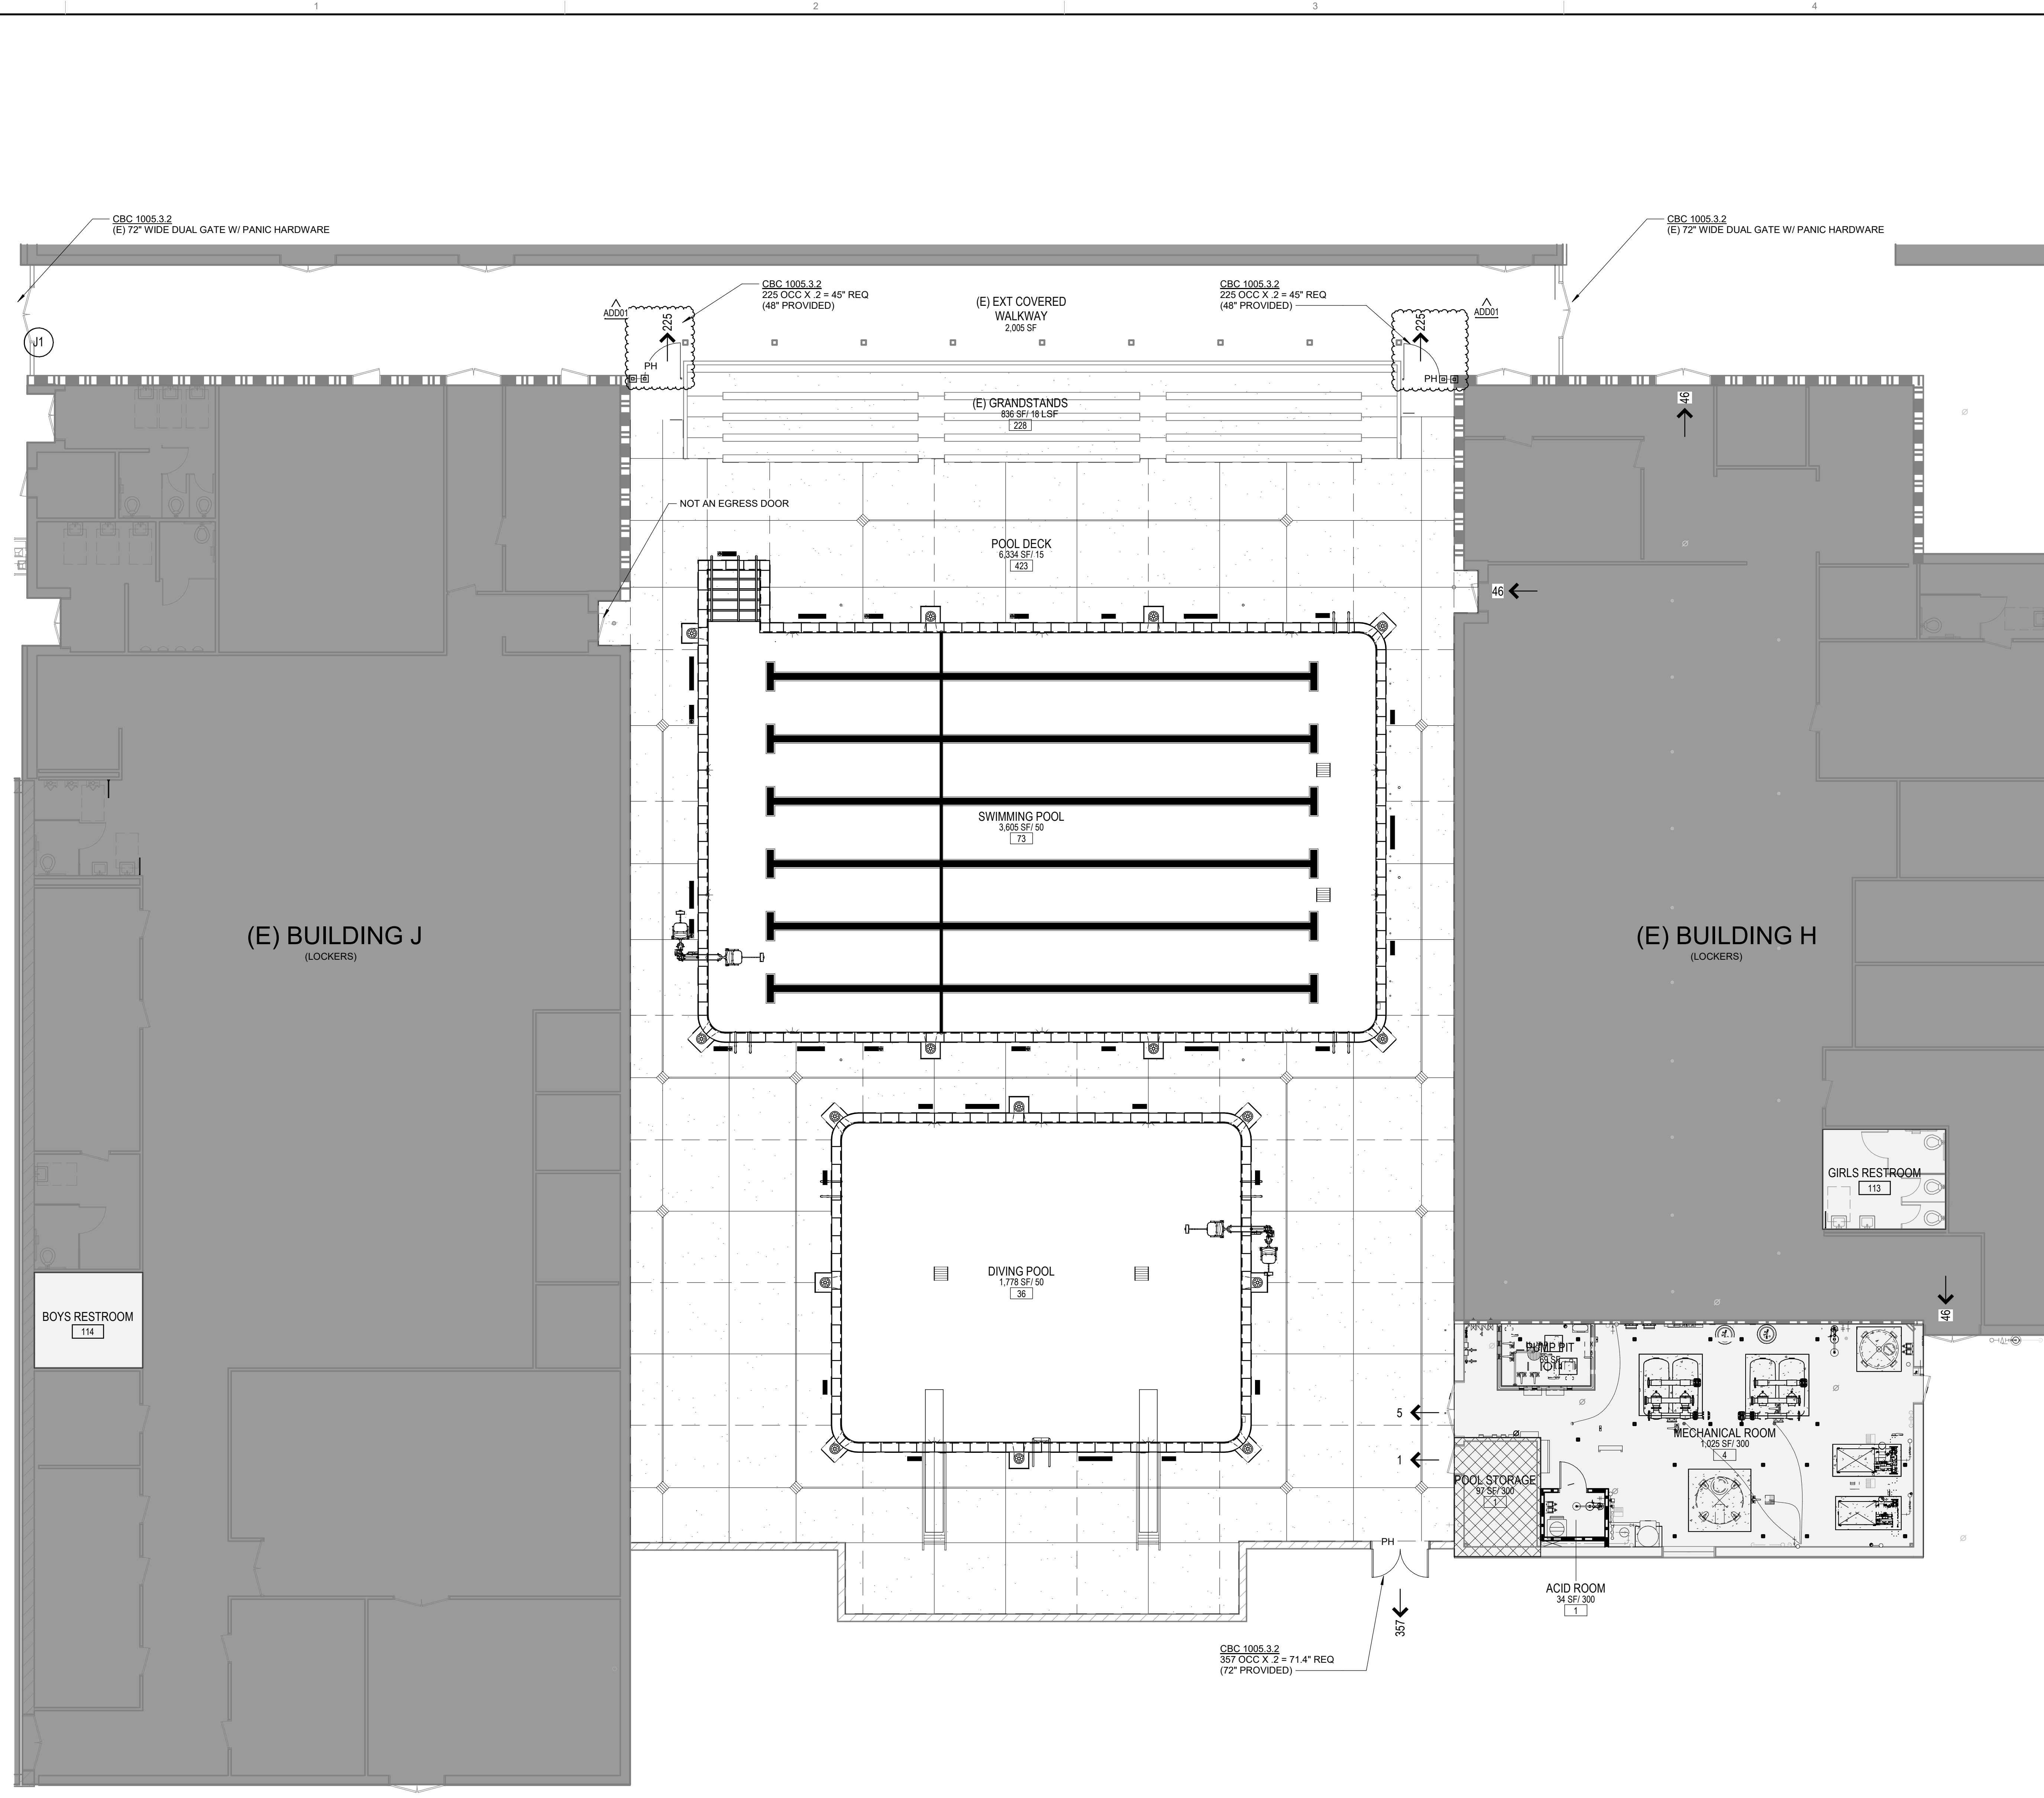 1
2
3
4
CBC 1005.3.2
(E) 72" WIDE DUAL GATE W/ PANIC HARDWARE
CBC 1005.3.2
(E) 72" WIDE DUAL GATE W/ PANIC HARDWARE
CBC 1005.3.2
225 OCC X .2 = 45" REQ
(48" PROVIDED)
CBC 1005.3.2
225 OCC X .2 = 45" REQ
(48" PROVIDED)
(E) EXT COVERED
WALKWAY
2,005 SF
ADD01
225
225
ADD01
J1
PH
PH
(E) GRANDSTANDS
836 SF/ 18 LSF
228
46
NOT AN EGRESS DOOR
POOL DECK
6,334 SF/ 15
423
46
SWIMMING POOL
3,605 SF/ 50
73
(E) BUILDING J
(LOCKERS)
(E) BUILDING H
(LOCKERS)
GIRLS RESTROOM
113
DIVING POOL
1,778 SF/ 50
36
BOYS RESTROOM
114
46
PUMP PIT
69 SF
5
MECHANICAL ROOM
1,025 SF/ 300
4
1
POOL STORAGE
97 SF/ 300
1
PH
ACID ROOM
34 SF/ 300
1
357
CBC 1005.3.2
357 OCC X .2 = 71.4" REQ
(72" PROVIDED)